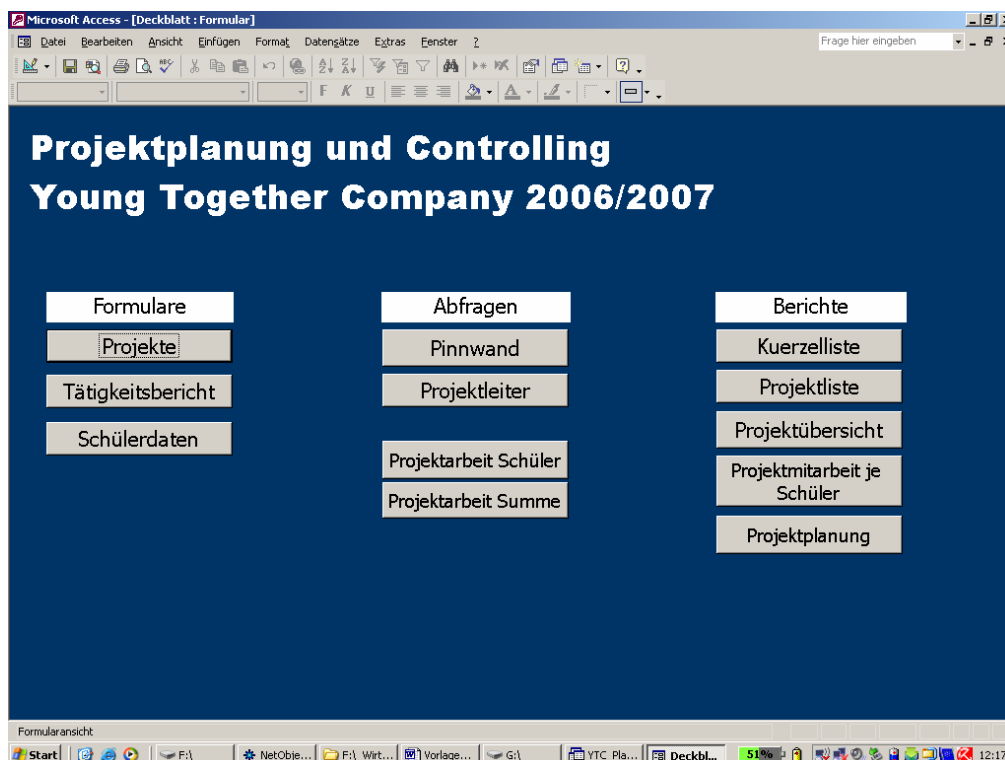 Microsoft Access - [Deckblatt : Formular]
Datei Bearbeiten Ansicht Einfügen Format Datensätze Extras Fenster ?
Frage hier eingeben
F K U
Projektplanung und Controlling
Young Together Company 2006/2007
Formulare
Projekte
Tätigkeitsbericht
Schülerdaten
Abfragen
Pinnwand
Projektleiter
Projektarbeit Schüler
Projektarbeit Summe
Berichte
Kuerzelliste
Projektliste
Projektübersicht
Projektmitarbeit je
Schüler
Projektplanung
Formularansicht
Start F:\ NetObje... F:\ Wirt... Vorlage... G:\ YTC Pla... Deckbl... 51% 12:17